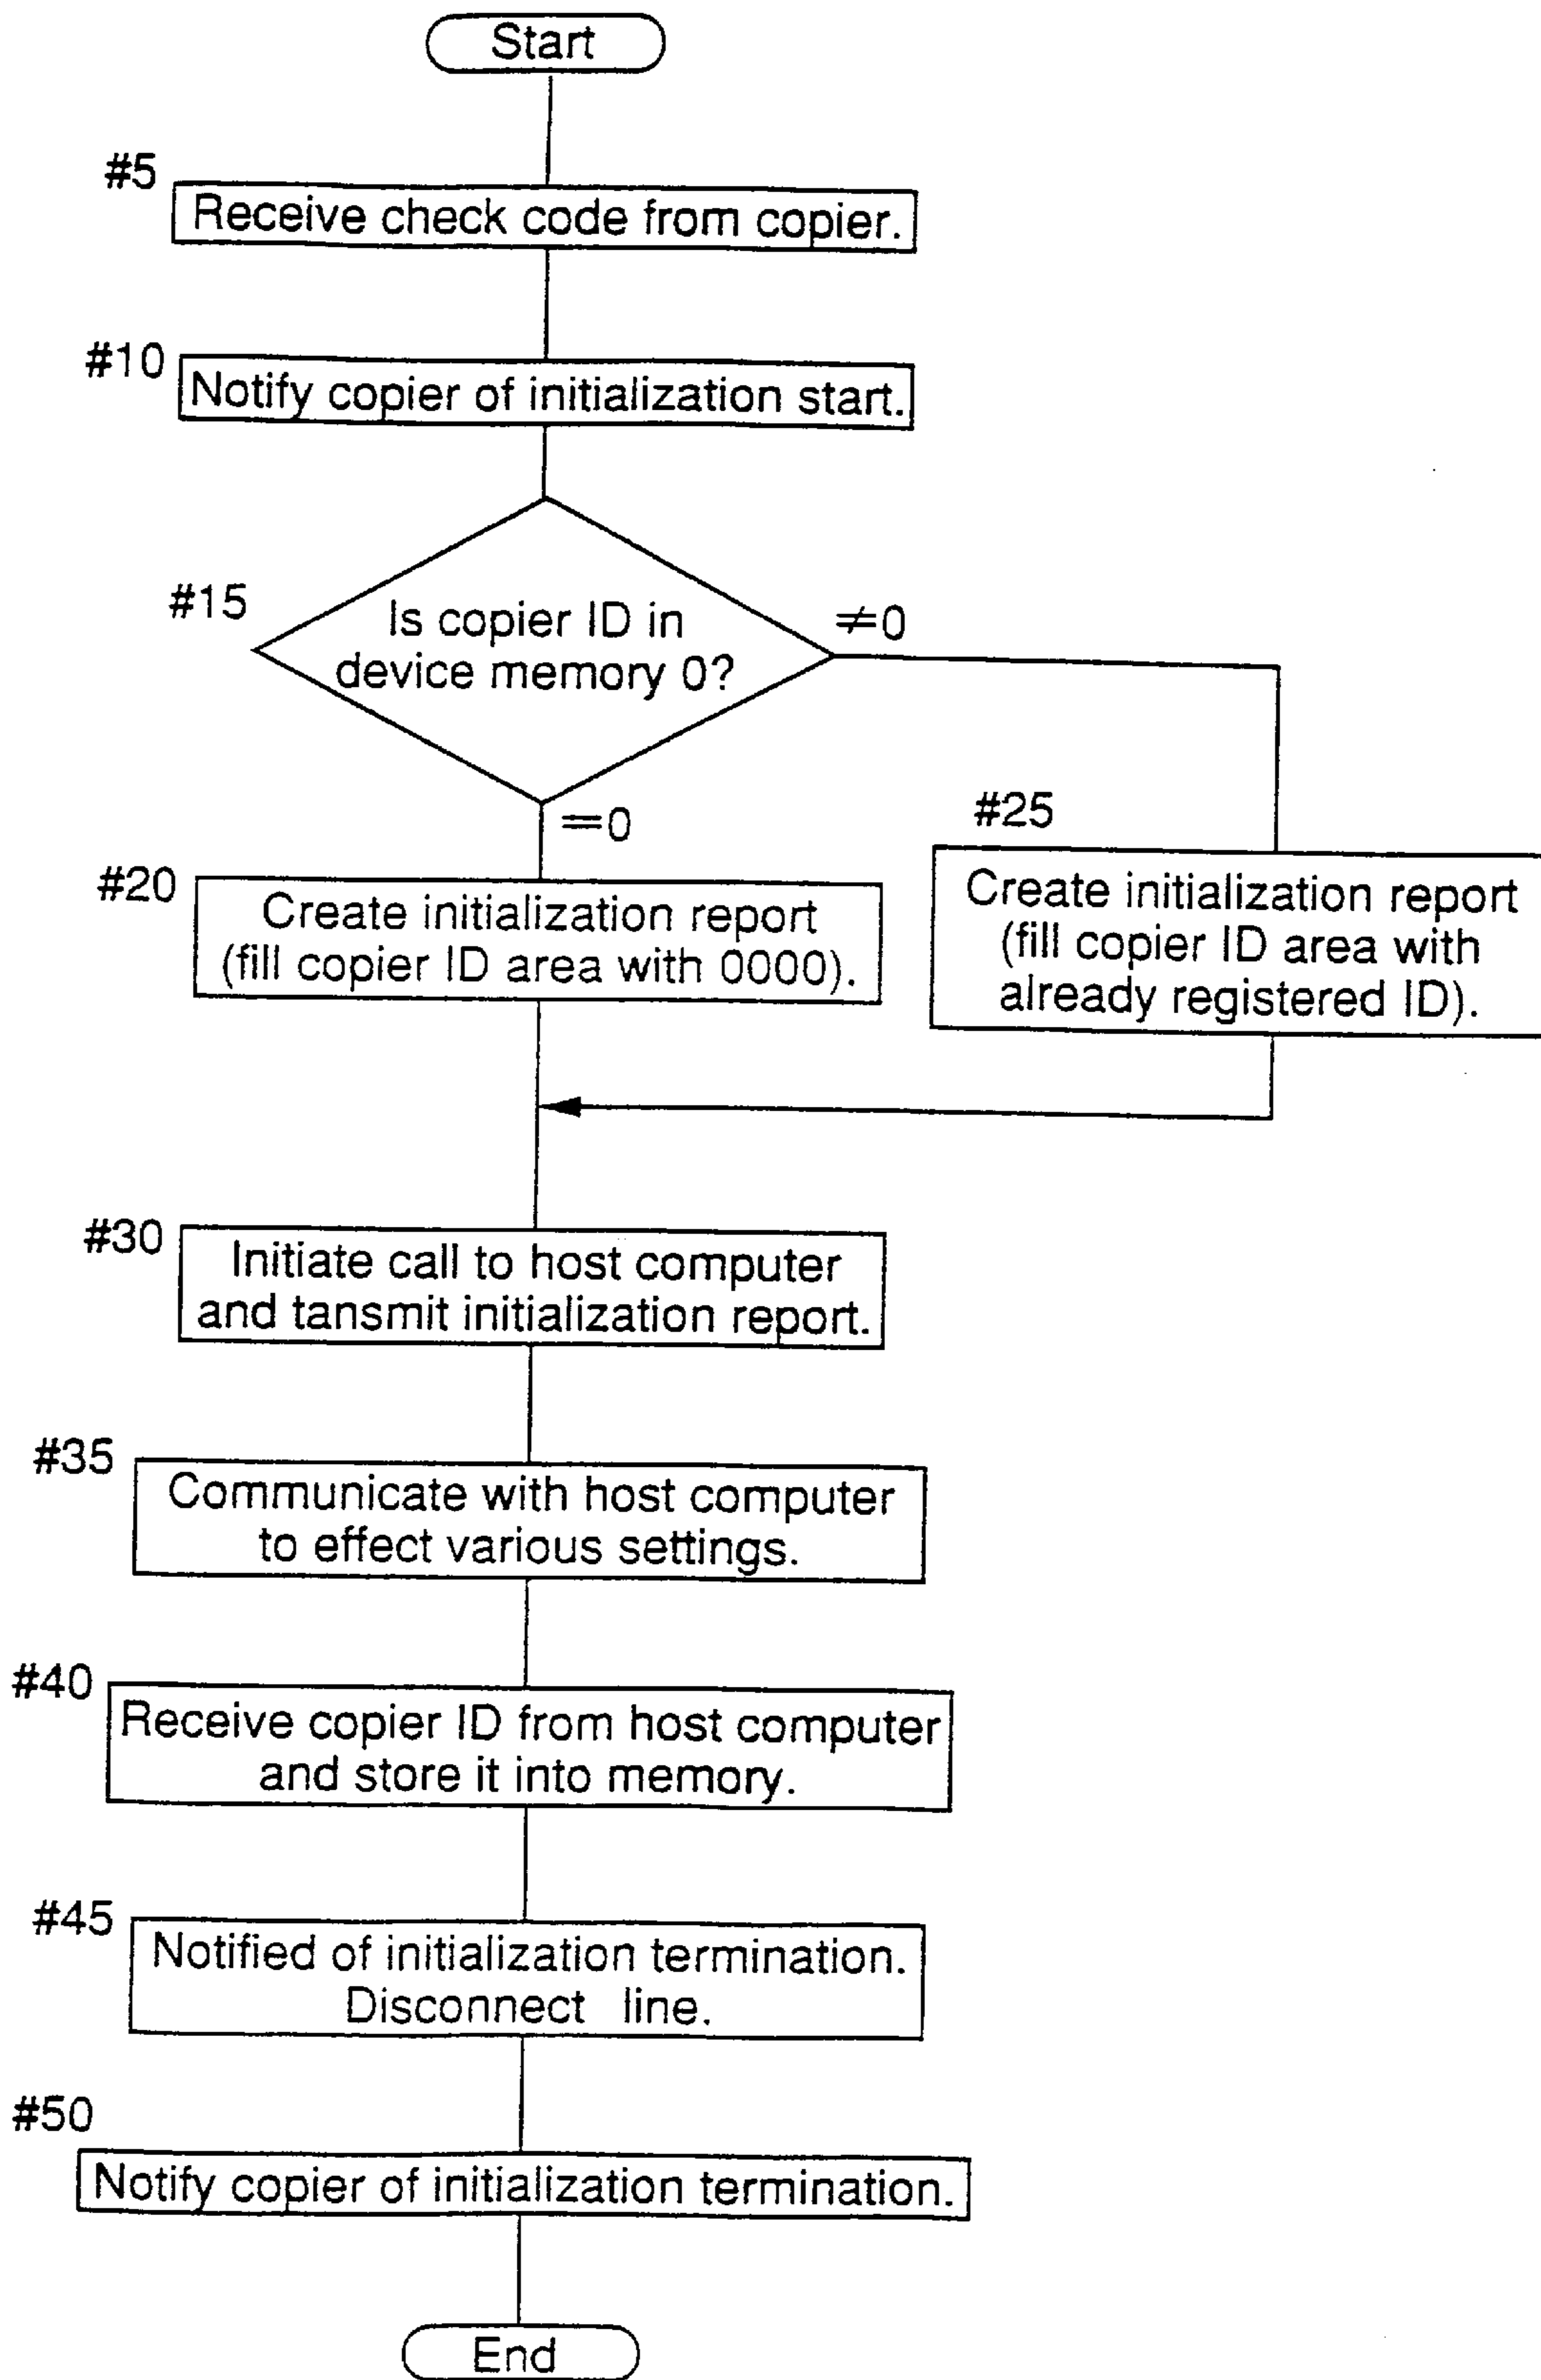 Start
#5
Receive check code from copier.
#10
Notify copier of initialization start.
#15
Is copier ID in
device memory 0?
≠0
=0
#20
Create initialization report
(fill copier ID area with 0000).
#25
Create initialization report
(fill copier ID area with
already registered ID).
#30
Initiate call to host computer
and tansmit initialization report.
#35
Communicate with host computer
to effect various settings.
#40
Receive copier ID from host computer
and store it into memory.
#45
Notified of initialization termination.
Disconnect line.
#50
Notify copier of initialization termination.
End